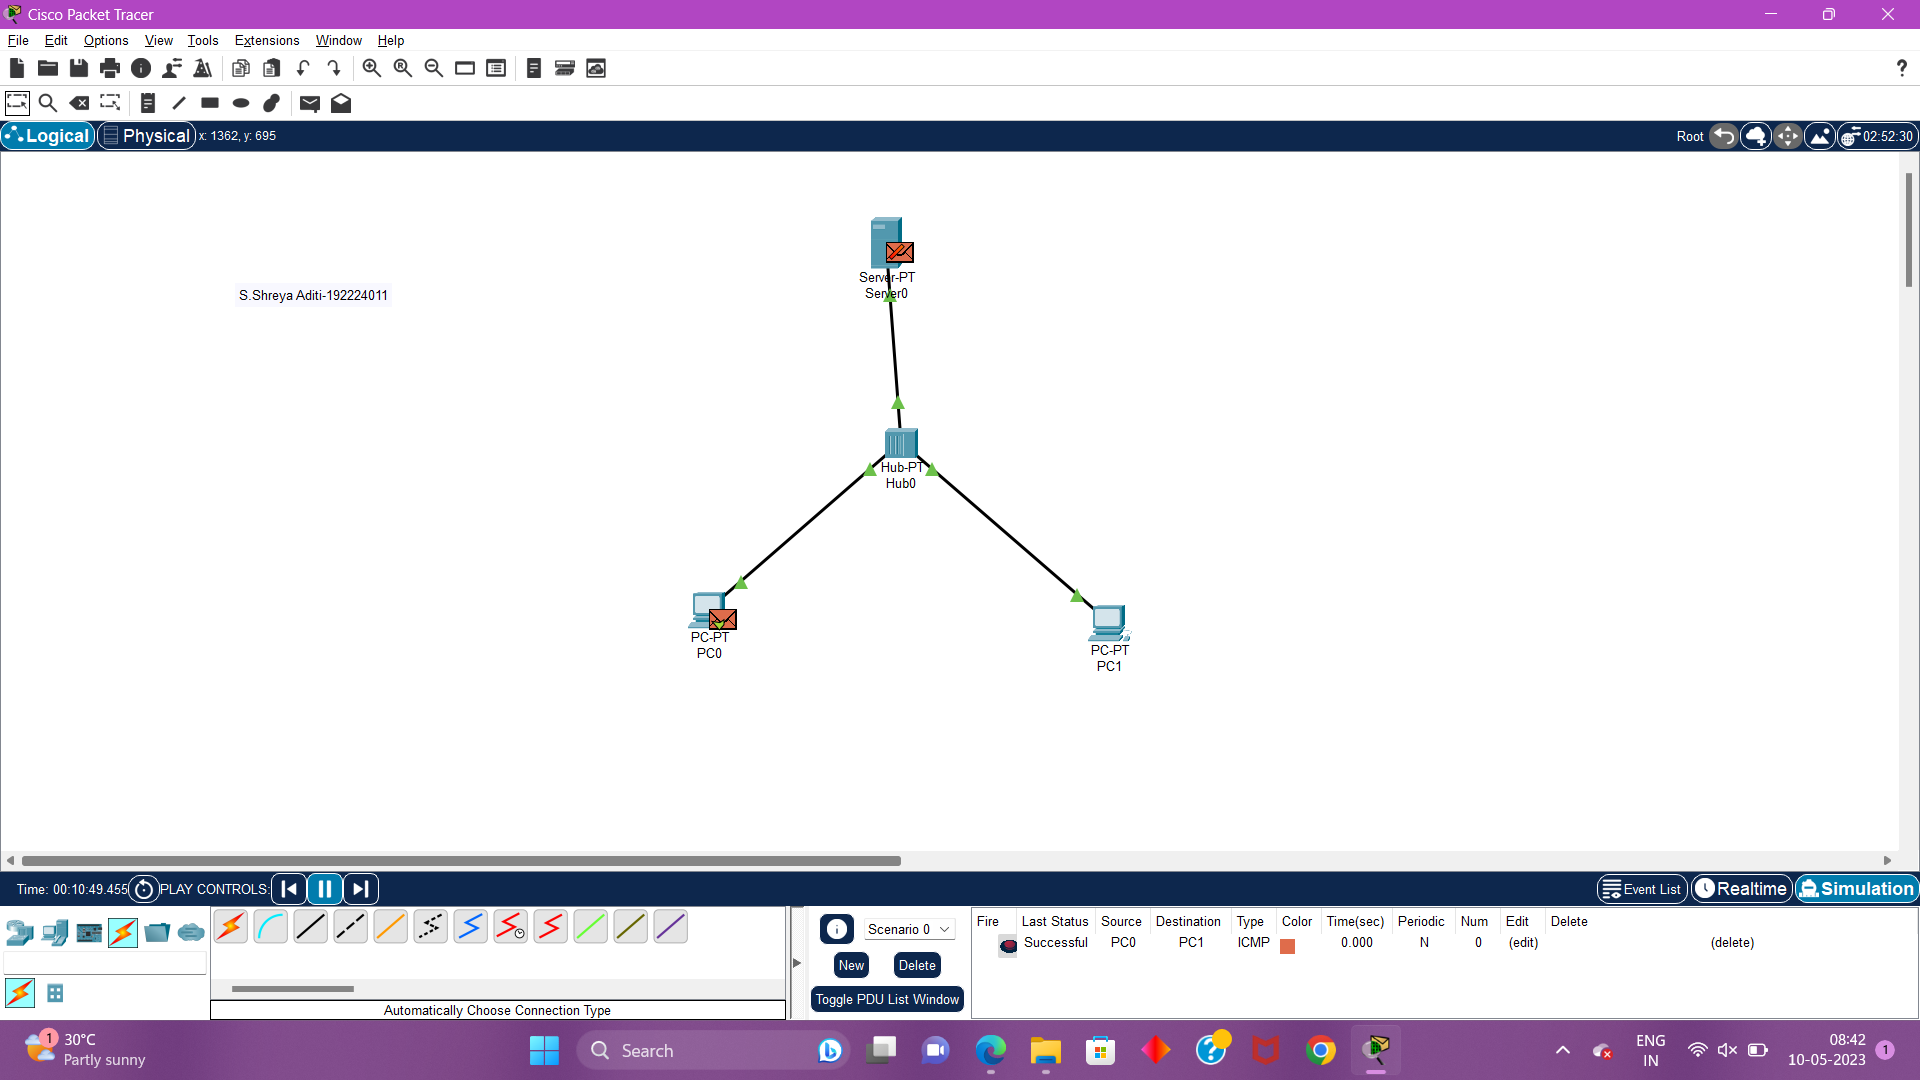 Cisco Packet Tracer
File Edit Options View Tools Extensions Window Help
?
Logical Physical x: 1362, y: 695 Root 02:52:30
Server-PT
Server0
S.Shreya Aditi-192224011
Hub-PT
Hub0
PC-PT
PC0
PC-PT
PC1
Time: 00:10:49.455 PLAY CONTROLS: Event List Realtime Simulation
Scenario 0
New Delete
Toggle PDU List Window
Fire Last Status Source Destination Type Color Time(sec) Periodic Num Edit Delete
Successful PC0 PC1 ICMP 0.000 N 0 (edit) (delete)
Automatically Choose Connection Type
1 30°C
Partly sunny
Search
ENG
IN
08:42
10-05-2023
1